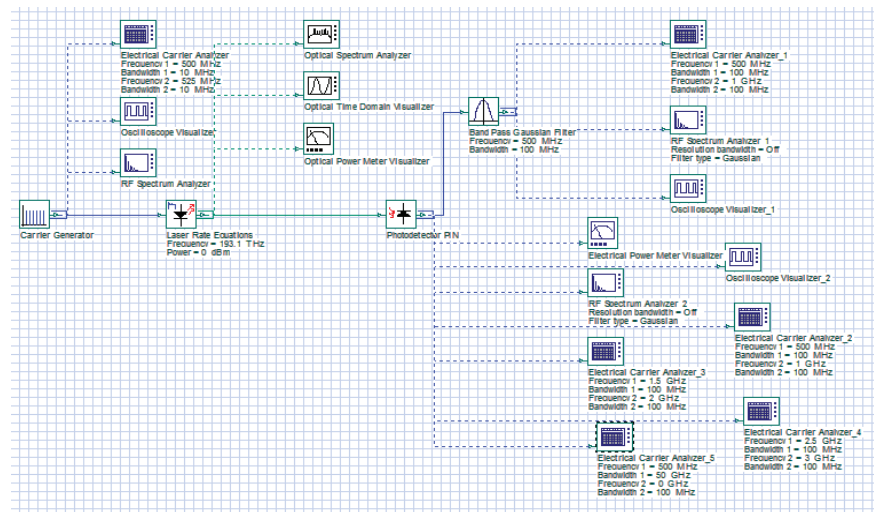 Electrical Carrier Analyzer
Frequency 1 = 500 MHz
Bandwidth 1 = 10 MHz
Frequency 2 = 525 MHz
Bandwidth 2 = 10 MHz
Oscilloscope Visualizer
RF Spectrum Analyzer
Carrier Generator
Laser Rate Equations
Frequency = 193.1 THz
Power = 0 dBm
Optical Spectrum Analyzer
Optical Time Domain Visualizer
Optical Power Meter Visualizer
Photodetector PIN
Band Pass Gaussian Filter
Frequency = 500 MHz
Bandwidth = 100 MHz
Electrical Carrier Analyzer_1
Frequency 1 = 500 MHz
Bandwidth 1 = 100 MHz
Frequency 2 = 1 GHz
Bandwidth 2 = 100 MHz
RF Spectrum Analyzer_1
Resolution bandwidth = Off
Filter type = Gaussian
Oscilloscope Visualizer_1
Electrical Power Meter Visualizer
Oscilloscope Visualizer_2
RF Spectrum Analyzer_2
Resolution bandwidth = Off
Filter type = Gaussian
Electrical Carrier Analyzer_2
Frequency 1 = 500 MHz
Bandwidth 1 = 100 MHz
Frequency 2 = 1 GHz
Bandwidth 2 = 100 MHz
Electrical Carrier Analyzer_3
Frequency 1 = 1.5 GHz
Bandwidth 1 = 100 MHz
Frequency 2 = 2 GHz
Bandwidth 2 = 100 MHz
Electrical Carrier Analyzer_4
Frequency 1 = 2.5 GHz
Bandwidth 1 = 100 MHz
Frequency 2 = 3 GHz
Bandwidth 2 = 100 MHz
Electrical Carrier Analyzer_5
Frequency 1 = 500 MHz
Bandwidth 1 = 50 GHz
Frequency 2 = 0 GHz
Bandwidth 2 = 100 MHz